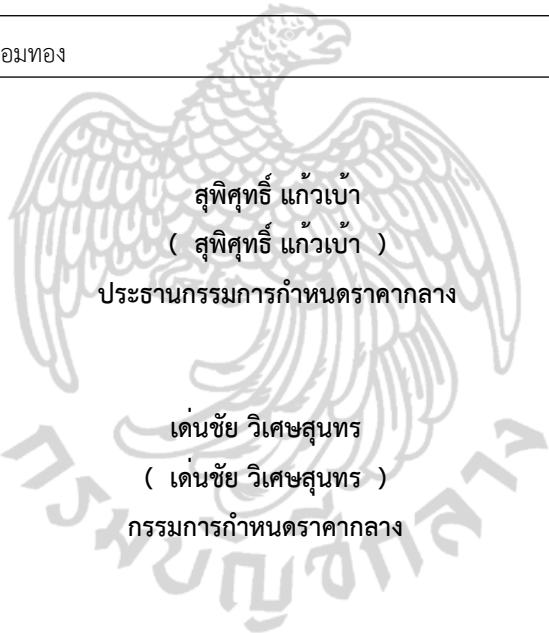 อมทอง
สุพิศุทธิ์ แก้วเบ้า
( สุพิศุทธิ์ แก้วเบ้า )
ประธานกรรมการกำหนดราคากลาง
เด่นชัย วิเศษสุนทร
( เด่นชัย วิเศษสุนทร )
กรรมการกำหนดราคากลาง
กรมบัญชีกลาง